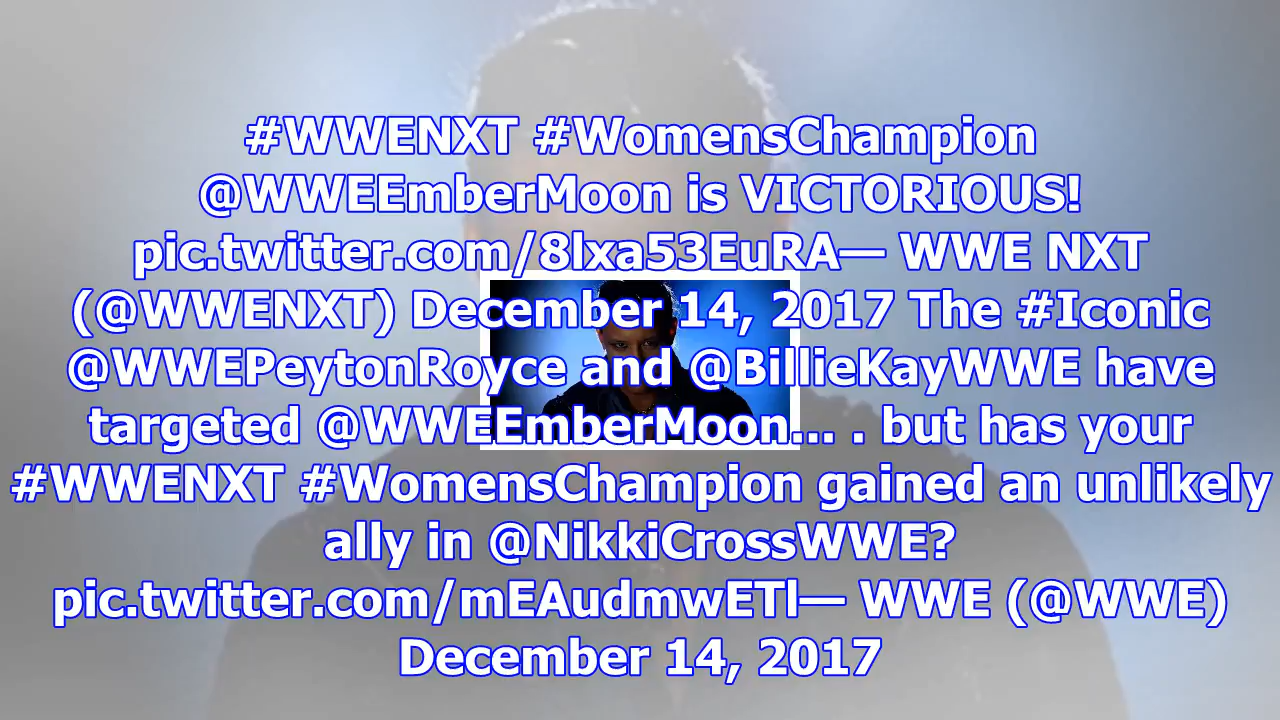 #WWENXT #WomensChampion
@WWEEmberMoon is VICTORIOUS!
pic.twitter.com/8lxa53EuRA— WWE NXT
(@WWENXT) December 14, 2017 The #Iconic
@WWEPeytonRoyce and @BillieKayWWE have
targeted @WWEEmberMoon... . but has your
#WWENXT #WomensChampion gained an unlikely
ally in @NikkiCrossWWE?
pic.twitter.com/mEAudmwETl— WWE (@WWE)
December 14, 2017